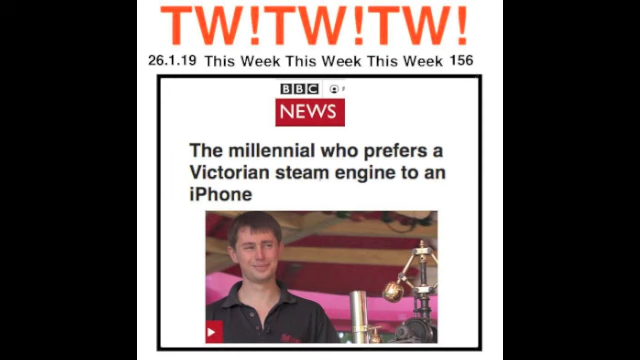 TW!TW!TW!
26.1.19 This Week This Week This Week 156
BBC
NEWS
The millennial who prefers a
Victorian steam engine to an
iPhone